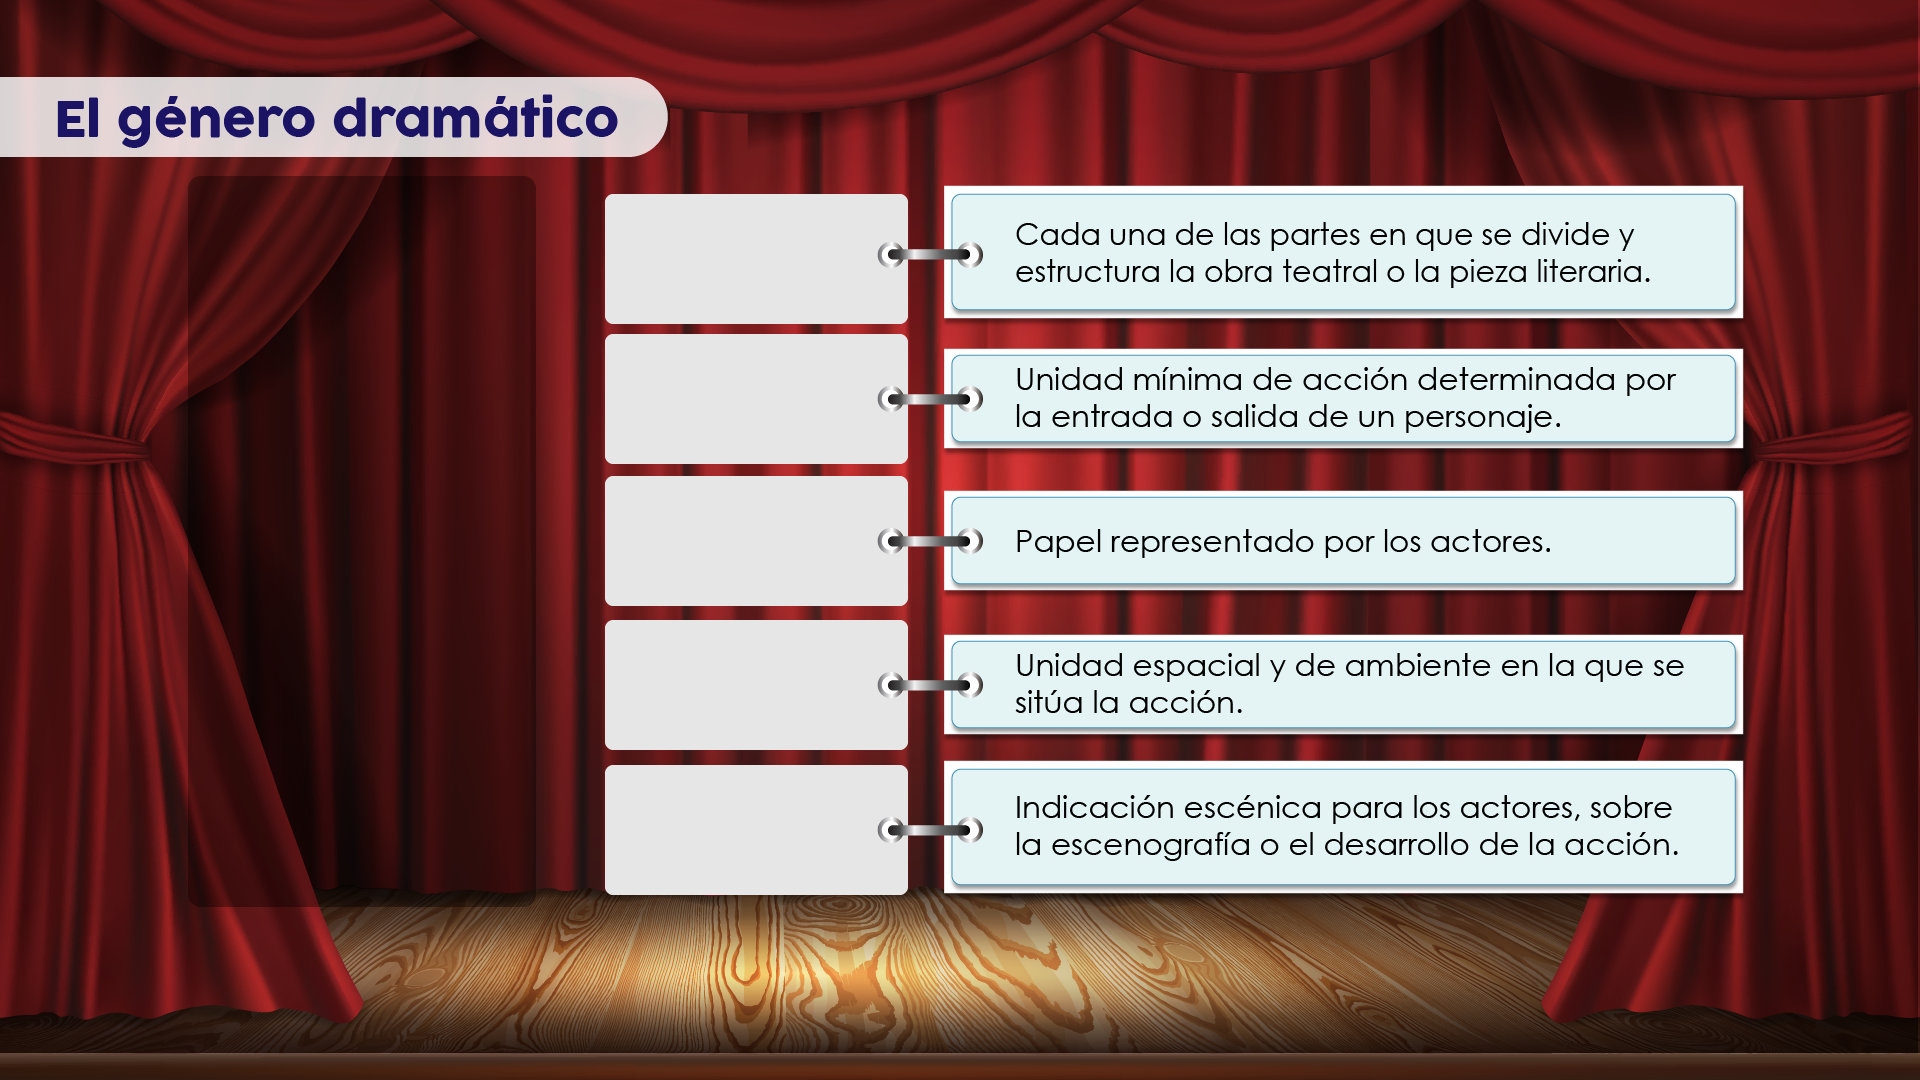 El género dramático
Cada una de las partes en que se divide y
estructura la obra teatral o la pieza literaria.
Unidad mínima de acción determinada por
la entrada o salida de un personaje.
Papel representado por los actores.
Unidad espacial y de ambiente en la que se
sitúa la acción.
Indicación escénica para los actores, sobre
la escenografía o el desarrollo de la acción.